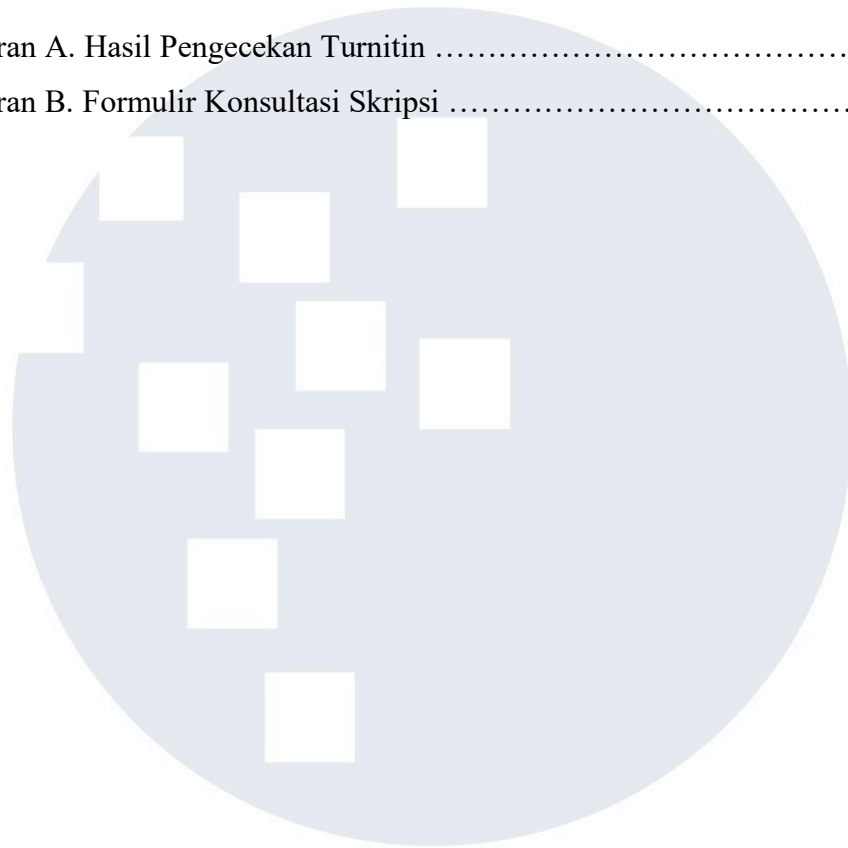 ran A. Hasil Pengecekan Turnitin ……………………………………
ran B. Formulir Konsultasi Skripsi ……………………………………